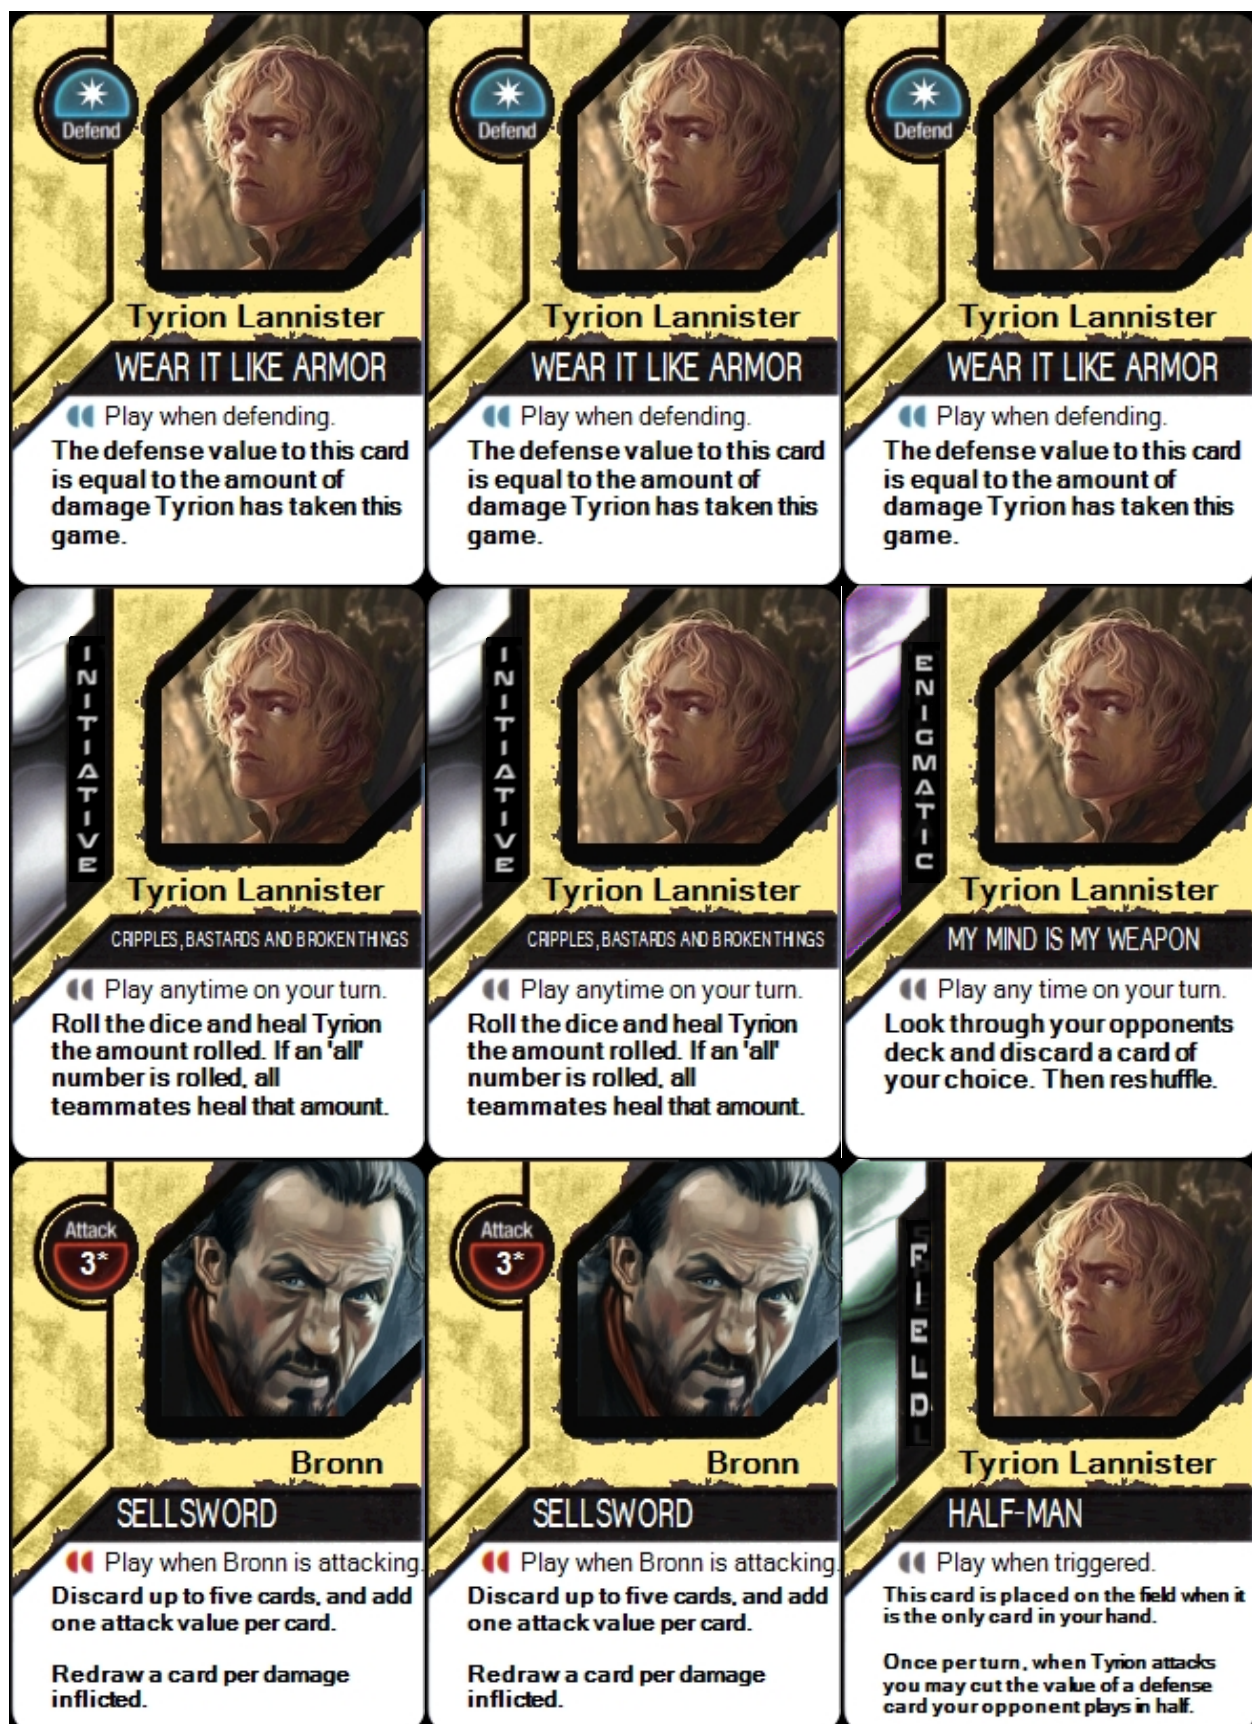 Defend
Tyrion Lannister
WEAR IT LIKE ARMOR
Play when defending.
The defense value to this card
is equal to the amount of
damage Tyrion has taken this
game.
Defend
Tyrion Lannister
WEAR IT LIKE ARMOR
Play when defending.
The defense value to this card
is equal to the amount of
damage Tyrion has taken this
game.
Defend
Tyrion Lannister
WEAR IT LIKE ARMOR
Play when defending.
The defense value to this card
is equal to the amount of
damage Tyrion has taken this
game.
INITIATIVE
Tyrion Lannister
CRIPPLES, BASTARDS AND BROKEN THINGS
Play anytime on your turn.
Roll the dice and heal Tyrion
the amount rolled. If an 'all'
number is rolled, all
teammates heal that amount.
INITIATIVE
Tyrion Lannister
CRIPPLES, BASTARDS AND BROKEN THINGS
Play anytime on your turn.
Roll the dice and heal Tyrion
the amount rolled. If an 'all'
number is rolled, all
teammates heal that amount.
ENIGMATIC
Tyrion Lannister
MY MIND IS MY WEAPON
Play any time on your turn.
Look through your opponents
deck and discard a card of
your choice. Then reshuffle.
Attack
3*
Bronn
SELLSWORD
Play when Bronn is attacking.
Discard up to five cards, and add
one attack value per card.
Redraw a card per damage
inflicted.
Attack
3*
Bronn
SELLSWORD
Play when Bronn is attacking.
Discard up to five cards, and add
one attack value per card.
Redraw a card per damage
inflicted.
FIELD
Tyrion Lannister
HALF-MAN
Play when triggered.
This card is placed on the field when it
is the only card in your hand.
Once per turn, when Tyrion attacks
you may cut the value of a defense
card your opponent plays in half.